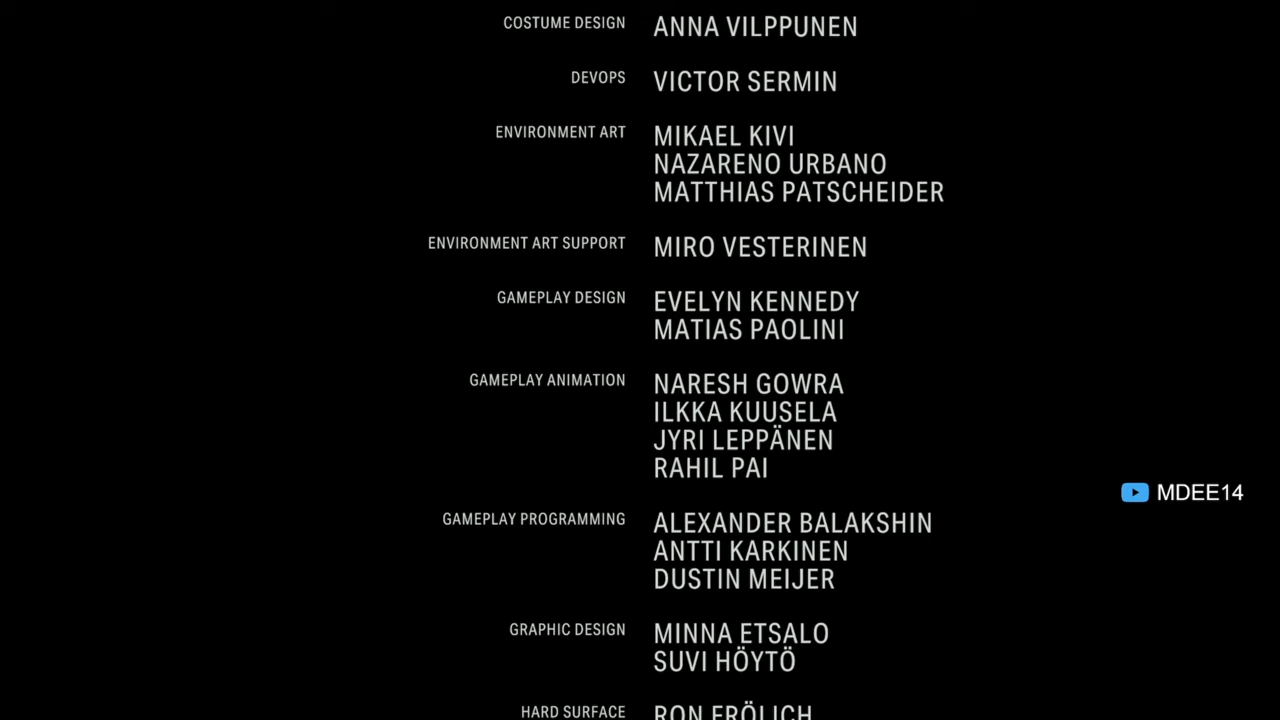 COSTUME DESIGN ANNA VILPPUNEN
DEVOPS VICTOR SERMIN
ENVIRONMENT ART MIKAEL KIVI
NAZARENO URBANO
MATTHIAS PATSCHEIDER
ENVIRONMENT ART SUPPORT MIRO VESTERINEN
GAMEPLAY DESIGN EVELYN KENNEDY
MATIAS PAOLINI
GAMEPLAY ANIMATION NARESH GOWRA
ILKKA KUUSELA
JYRI LEPPÄNEN
RAHIL PAI
MDEE14
GAMEPLAY PROGRAMMING ALEXANDER BALAKSHIN
ANTTI KARKINEN
DUSTIN MEIJER
GRAPHIC DESIGN MINNA ETSALO
SUVI HÖYTÖ
HARD SURFACE RON FRÖLICH